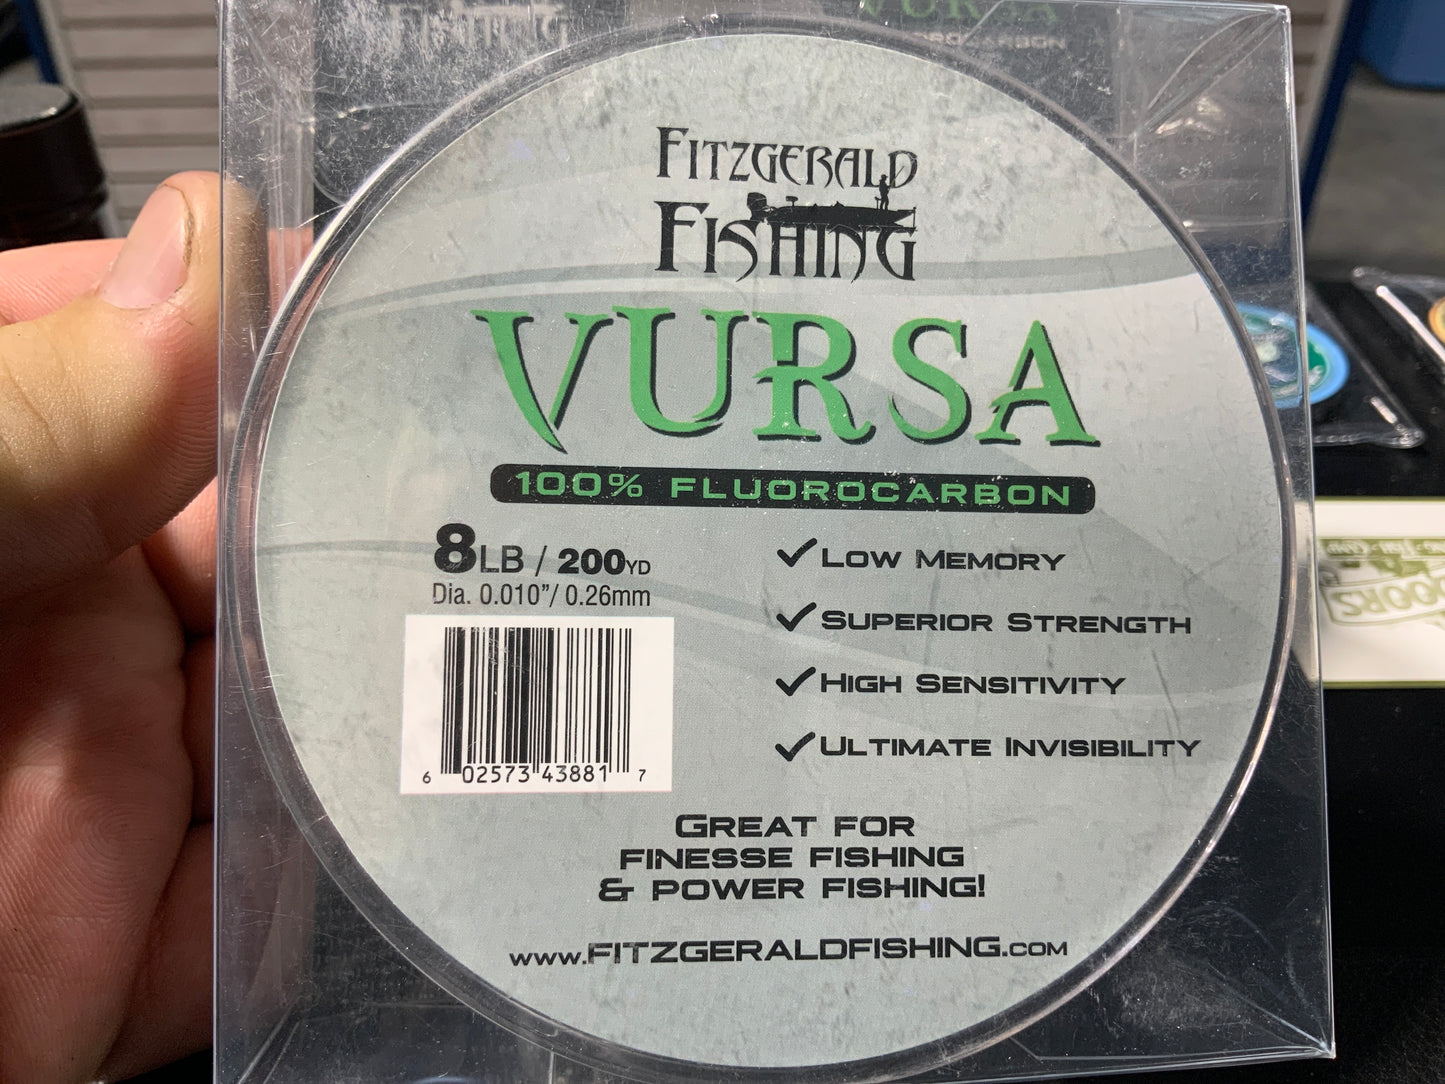 VURSA
FITZGERALD
FISHING
VURSA
100% FLUOROCARBON
8LB / 200YD
Dia. 0.010”/ 0.26mm
6 02573 43881 7
LOW MEMORY
SUPERIOR STRENGTH
HIGH SENSITIVITY
ULTIMATE INVISIBILITY
GREAT FOR
FINESSE FISHING
& POWER FISHING!
www.FITZGERALDFISHING.com